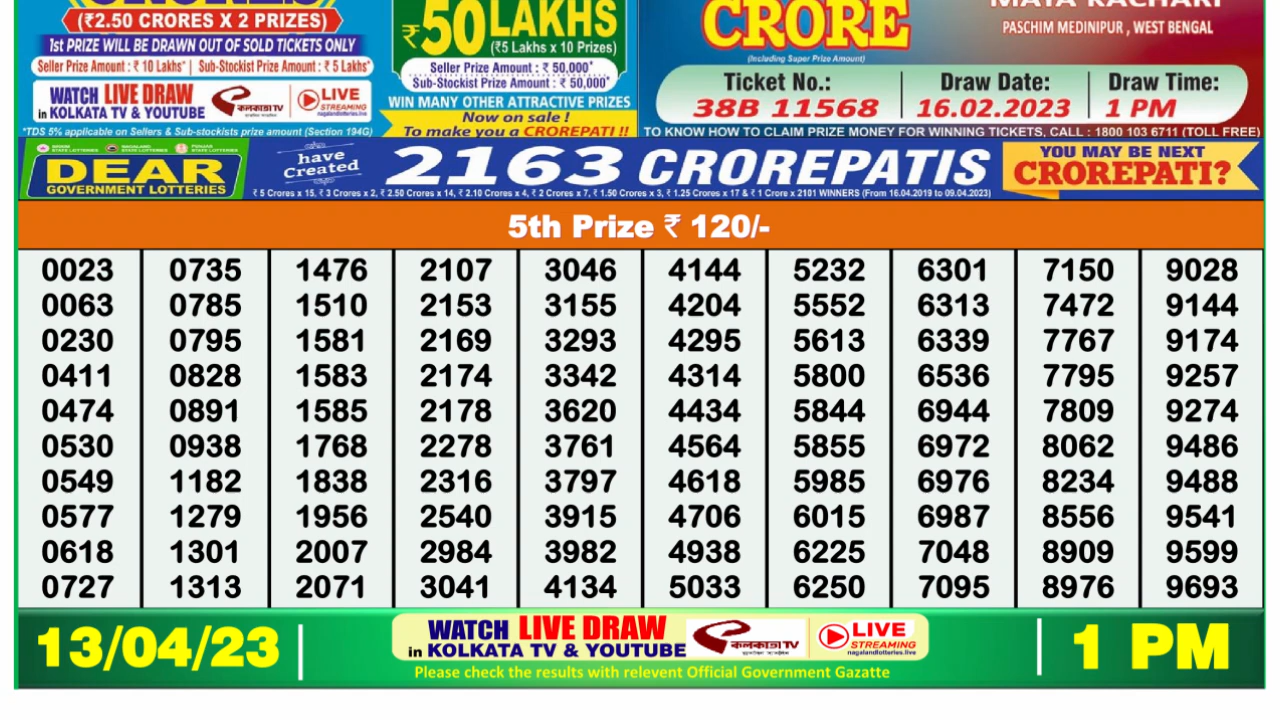 (₹2.50 CRORES X 2 PRIZES)
1st PRIZE WILL BE DRAWN OUT OF SOLD TICKETS ONLY
Seller Prize Amount : ₹ 10 Lakhs* | Sub-Stockist Prize Amount : ₹ 5 Lakhs*
WATCH LIVE DRAW
in KOLKATA TV & YOUTUBE
কলকাতা TV
LIVE
STREAMING
nagalandlotteries.live
*TDS 5% applicable on Sellers & Sub-stockists prize amount (Section 194G)
₹50 LAKHS
(₹5 Lakhs x 10 Prizes)
Seller Prize Amount : ₹ 50,000*
Sub-Stockist Prize Amount : ₹ 50,000*
WIN MANY OTHER ATTRACTIVE PRIZES
Now on sale !
To make you a CROREPATI !!
CRORE
(Including Super Prize Amount)
MAYA KACHARI
PASCHIM MEDINIPUR , WEST BENGAL
Ticket No.: Draw Date: Draw Time:
38B 11568 16.02.2023 1 PM
TO KNOW HOW TO CLAIM PRIZE MONEY FOR WINNING TICKETS, CALL : 1800 103 6711 (TOLL FREE)
DEAR
GOVERNMENT LOTTERIES
have
Created
2163 CROREPATIS
₹ 5 Crores x 15, ₹ 3 Crores x 2, ₹ 2.50 Crores x 14, ₹ 2.10 Crores x 4, ₹ 2 Crores x 7, ₹ 1.50 Crores x 3, ₹ 1.25 Crores x 17 & ₹ 1 Crore x 2101 WINNERS (From 16.04.2019 to 09.04.2023)
YOU MAY BE NEXT
CROREPATI?
5th Prize ₹ 120/-
0023 0735 1476 2107 3046 4144 5232 6301 7150 9028
0063 0785 1510 2153 3155 4204 5552 6313 7472 9144
0230 0795 1581 2169 3293 4295 5613 6339 7767 9174
0411 0828 1583 2174 3342 4314 5800 6536 7795 9257
0474 0891 1585 2178 3620 4434 5844 6944 7809 9274
0530 0938 1768 2278 3761 4564 5855 6972 8062 9486
0549 1182 1838 2316 3797 4618 5985 6976 8234 9488
0577 1279 1956 2540 3915 4706 6015 6987 8556 9541
0618 1301 2007 2984 3982 4938 6225 7048 8909 9599
0727 1313 2071 3041 4134 5033 6250 7095 8976 9693
13/04/23
WATCH LIVE DRAW
in KOLKATA TV & YOUTUBE
কলকাতা TV
LIVE
STREAMING
nagalandlotteries.live
Please check the results with relevent Official Government Gazatte
1 PM